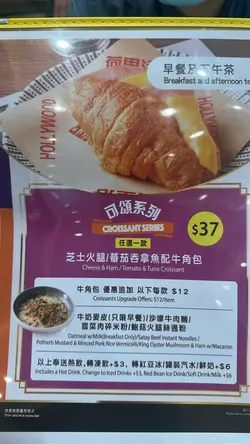 早餐及下午茶
Breakfast and afternoon tea
可頌系列
CROISSANT SERIES
任選一款
$37
芝士火腿/蕃茄吞拿魚配牛角包
Cheese & Ham / Tomato & Tuna Croissant
牛角包 優惠追加 以下每款 $12
Croissants Upgrade Offers: $12/Item
牛奶麥皮(只限早餐)/沙嗲牛肉麵/
雪菜肉碎米粉/鮑菇火腿絲通粉
Oatmeal w/Milk(Breakfast Only)/Satay Beef Instant Noodles /
Potherb Mustard & Minced Pork Rice Vermicelli/King Oyster Mushroom & Ham w/Macaroni
以上奉送熱飲,轉凍飲+$3, 轉紅豆冰/罐裝汽水/鮮奶+$6
Includes a Hot Drink. Change to Iced Drinks +$3, Red Bean Ice Drink/Soft Drink/Milk +$6